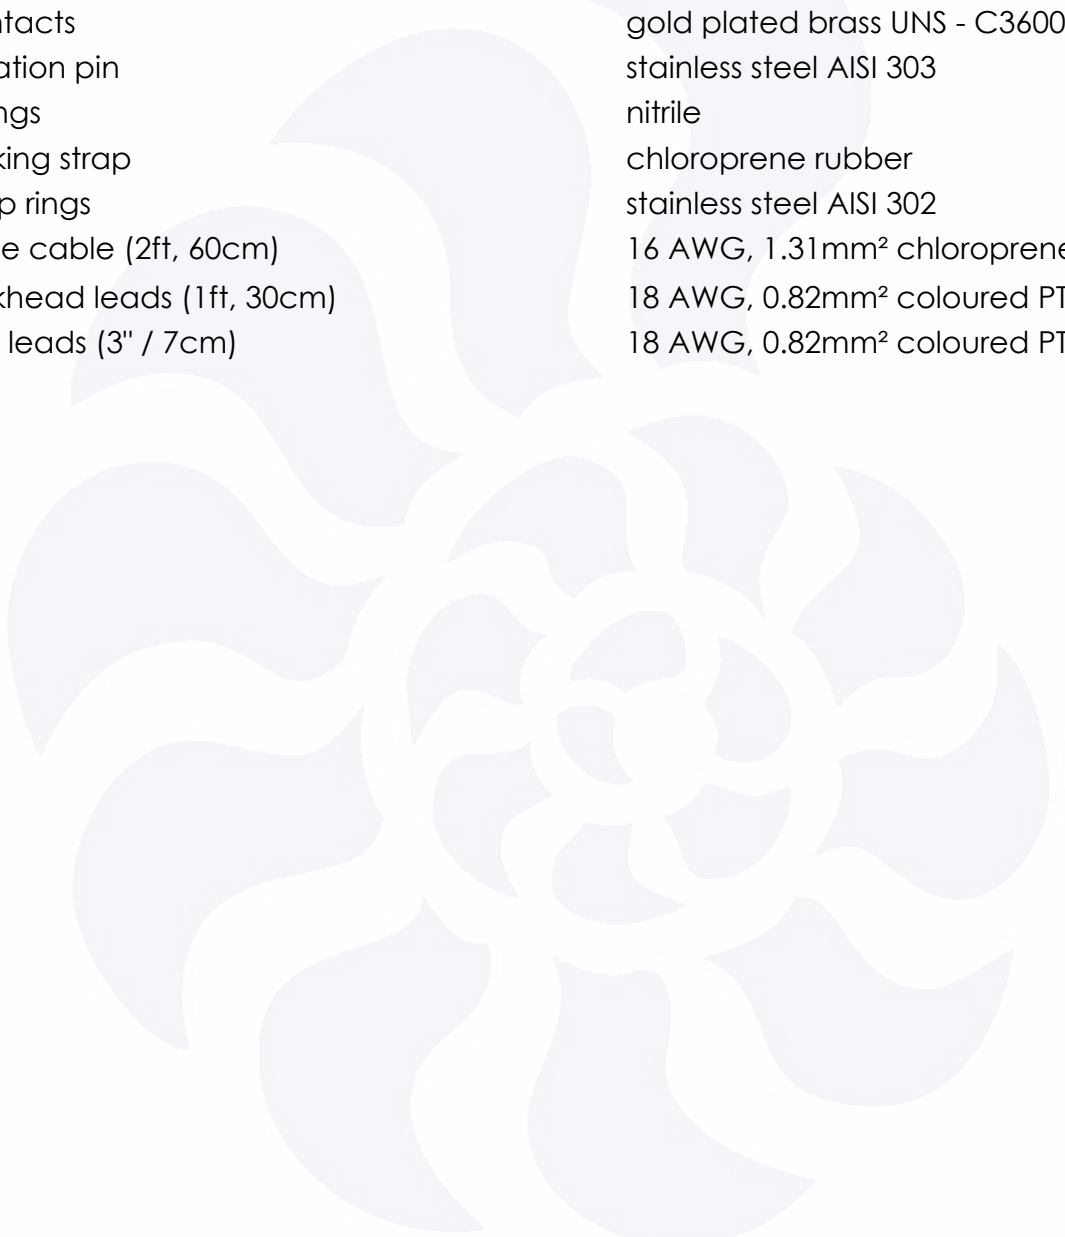 ntacts gold plated brass UNS - C3600
ation pin stainless steel AISI 303
ngs nitrile
king strap chloroprene rubber
p rings stainless steel AISI 302
e cable (2ft, 60cm) 16 AWG, 1.31mm² chloroprene
khead leads (1ft, 30cm) 18 AWG, 0.82mm² coloured PT
leads (3" / 7cm) 18 AWG, 0.82mm² coloured PT